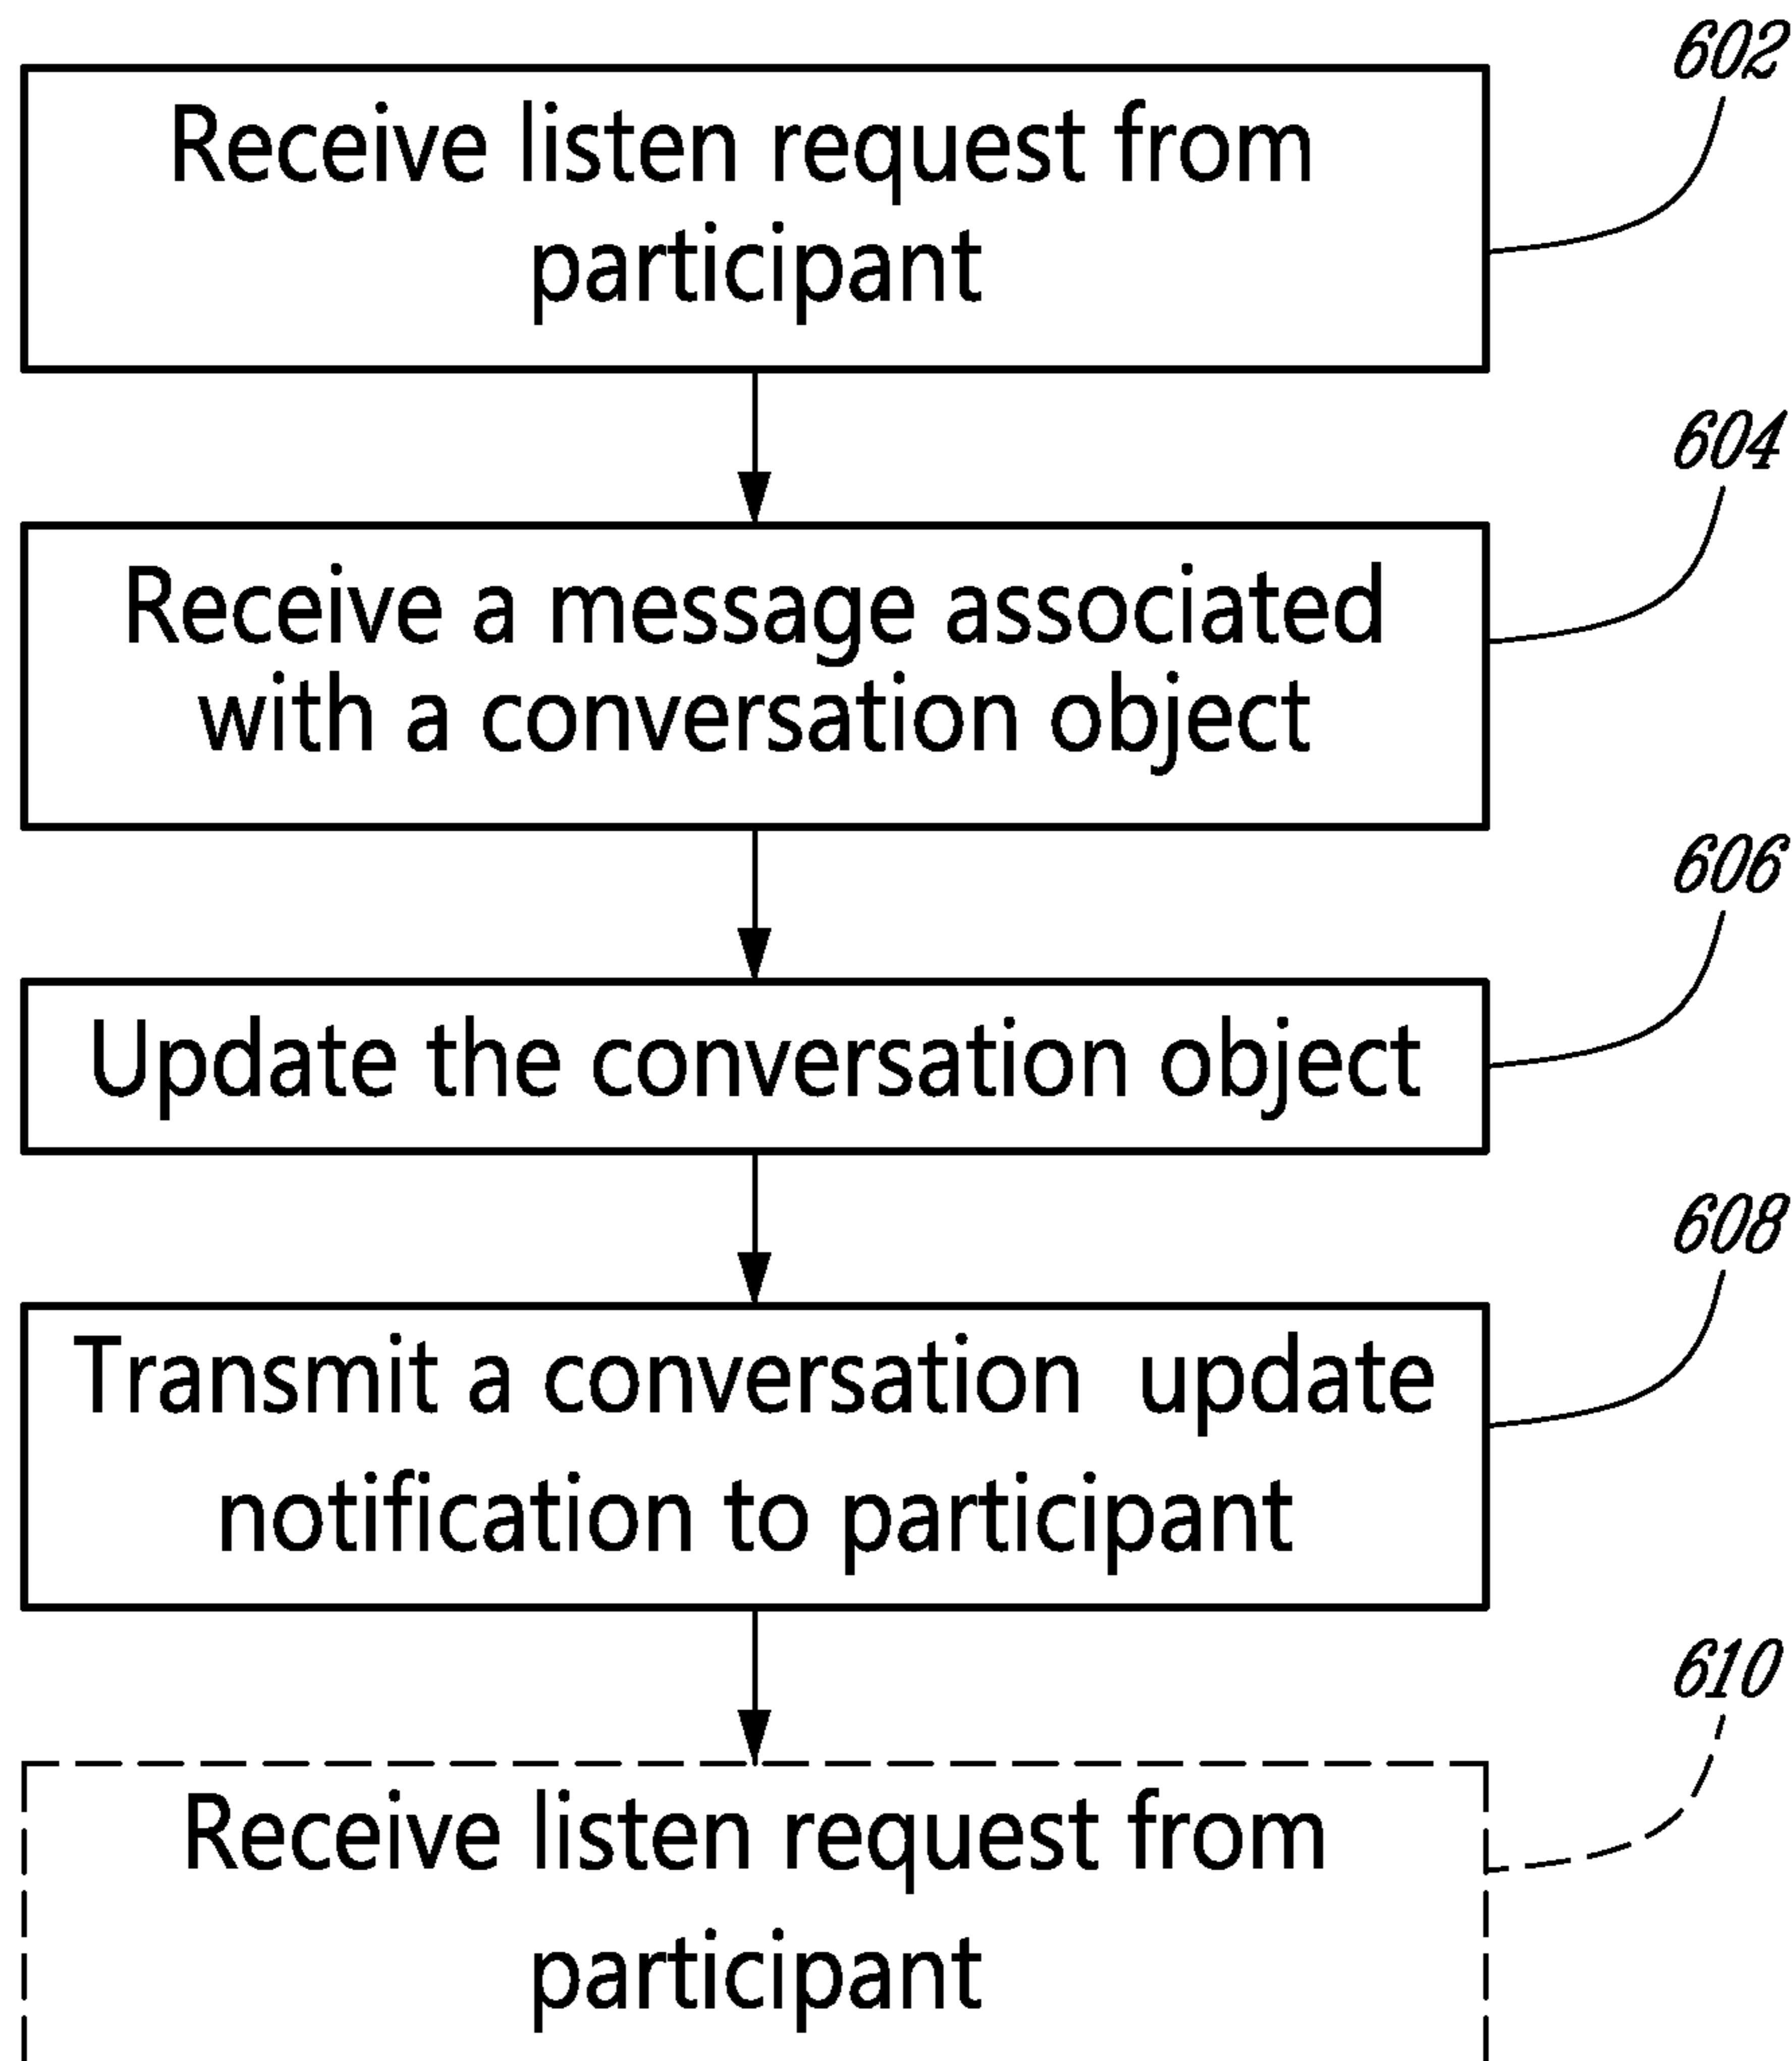 602
Receive listen request from
participant
604
Receive a message associated
with a conversation object
606
Update the conversation object
608
Transmit a conversation update
notification to participant
610
Receive listen request from
participant